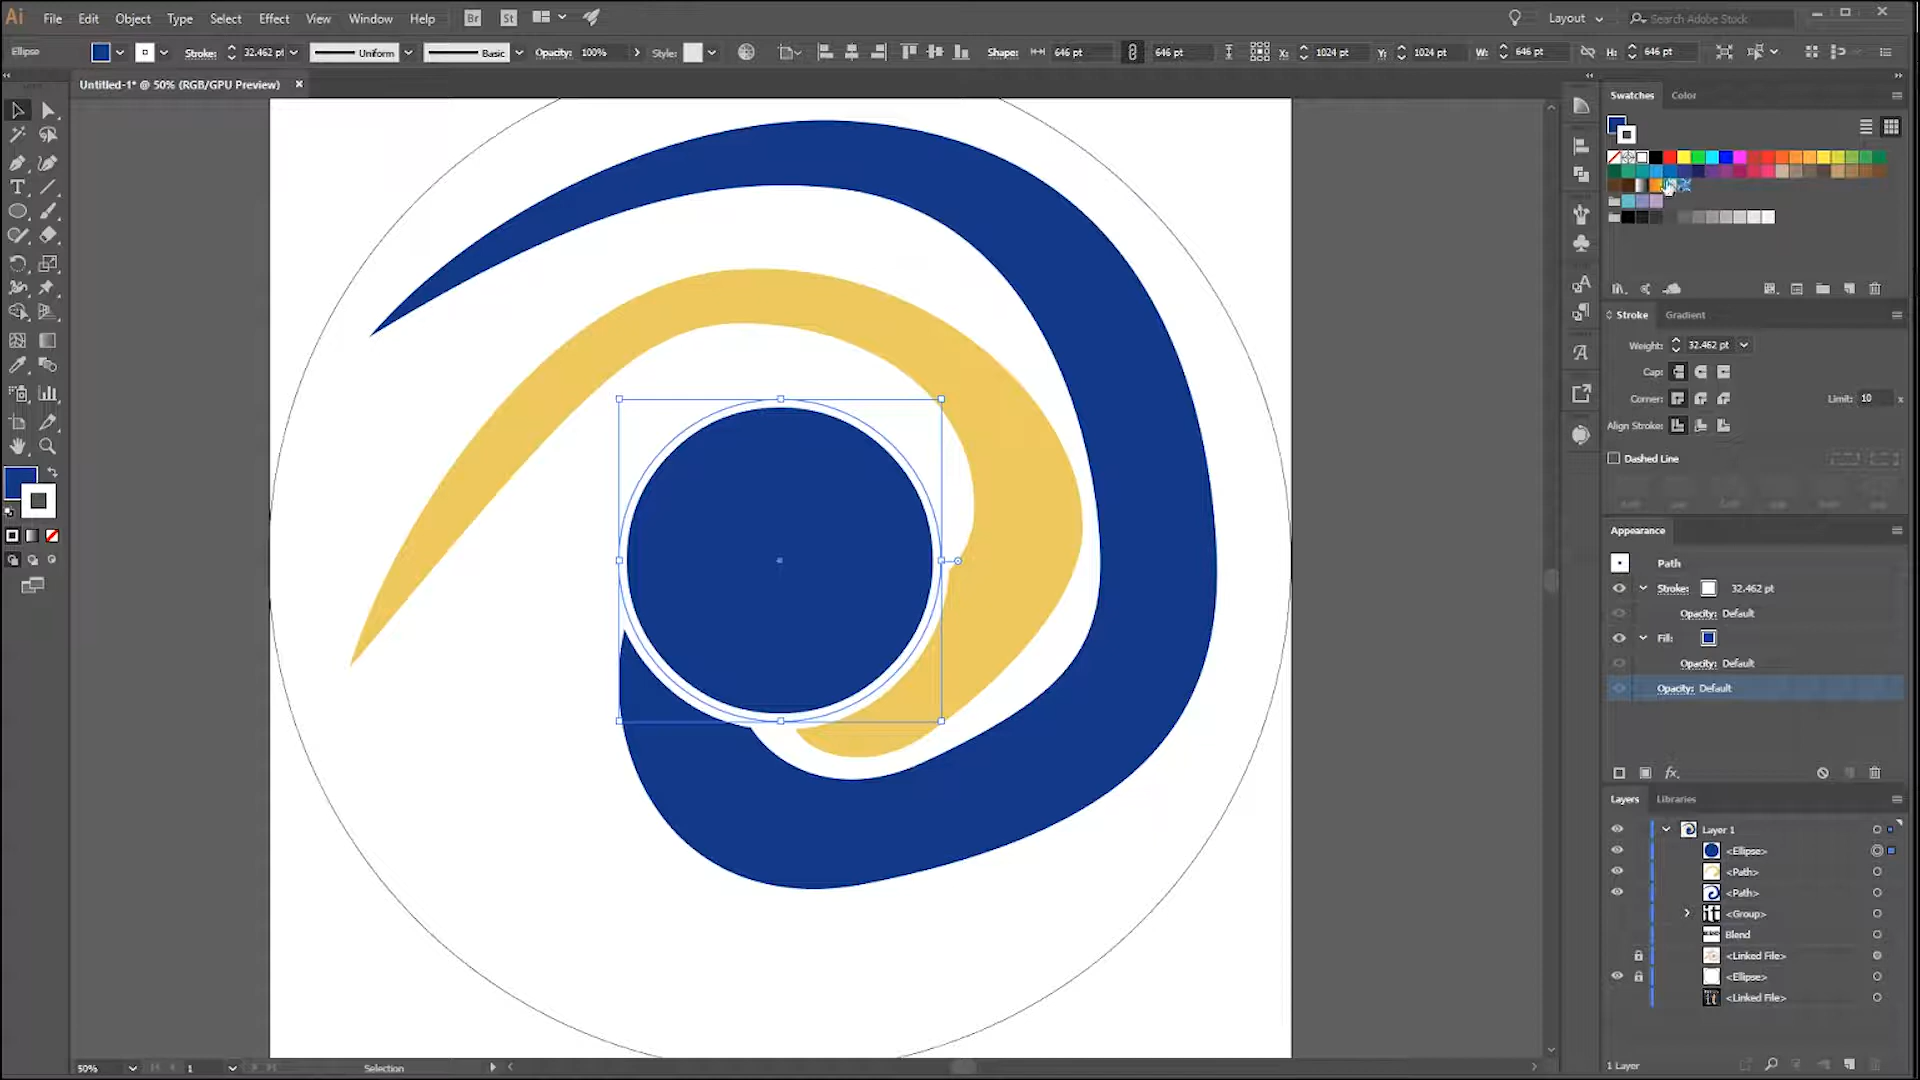 Ai File Edit Object Type Select Effect View Window Help Br St Layout Search Adobe Stock
Ellipse Stroke: 32.462 pt Uniform Basic Opacity: 100% Style: Shape: 646 pt 646 pt X: 1024 pt Y: 1024 pt W: 646 pt H: 646 pt
Untitled-1* @ 50% (RGB/GPU Preview)
Swatches Color
Stroke Gradient
Weight: 32.462 pt
Cap:
Corner: Limit: 10 x
Align Stroke:
Dashed Line
Appearance
Path
Stroke: 32.462 pt
Opacity: Default
Fill:
Opacity: Default
Opacity: Default
fx
Layers Libraries
Layer 1
<Ellipse>
<Path>
<Path>
<Group>
Blend
<Linked File>
<Ellipse>
<Linked File>
1 Layer
50% 1 Selection